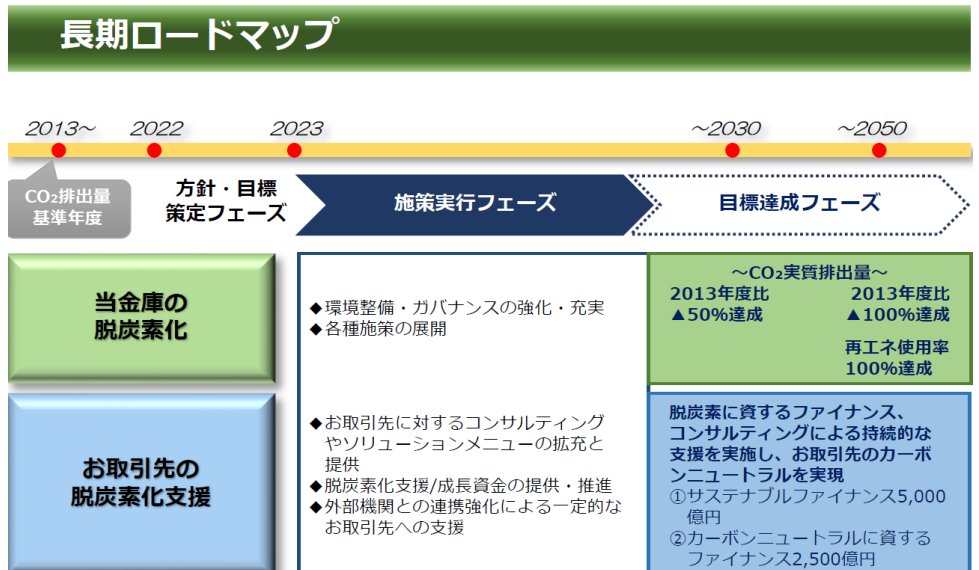 長期ロードマップ
2013~
2022
2023
~2030
~2050
CO₂排出量
基準年度
方針・目標
策定フェーズ
施策実行フェーズ
目標達成フェーズ
当金庫の
脱炭素化
◆環境整備・ガバナンスの強化・充実
◆各種施策の展開
～CO₂実質排出量～
2013年度比
▲50%達成
2013年度比
▲100%達成
再エネ使用率
100%達成
お取引先の
脱炭素化支援
◆お取引先に対するコンサルティング
やソリューションメニューの拡充と
提供
◆脱炭素化支援/成長資金の提供・推進
◆外部機関との連携強化による一定的な
お取引先への支援
脱炭素に資するファイナンス、
コンサルティングによる持続的な
支援を実施し、お取引先のカーボ
ンニュートラルを実現
①サステナブルファイナンス5,000
億円
②カーボンニュートラルに資する
ファイナンス2,500億円